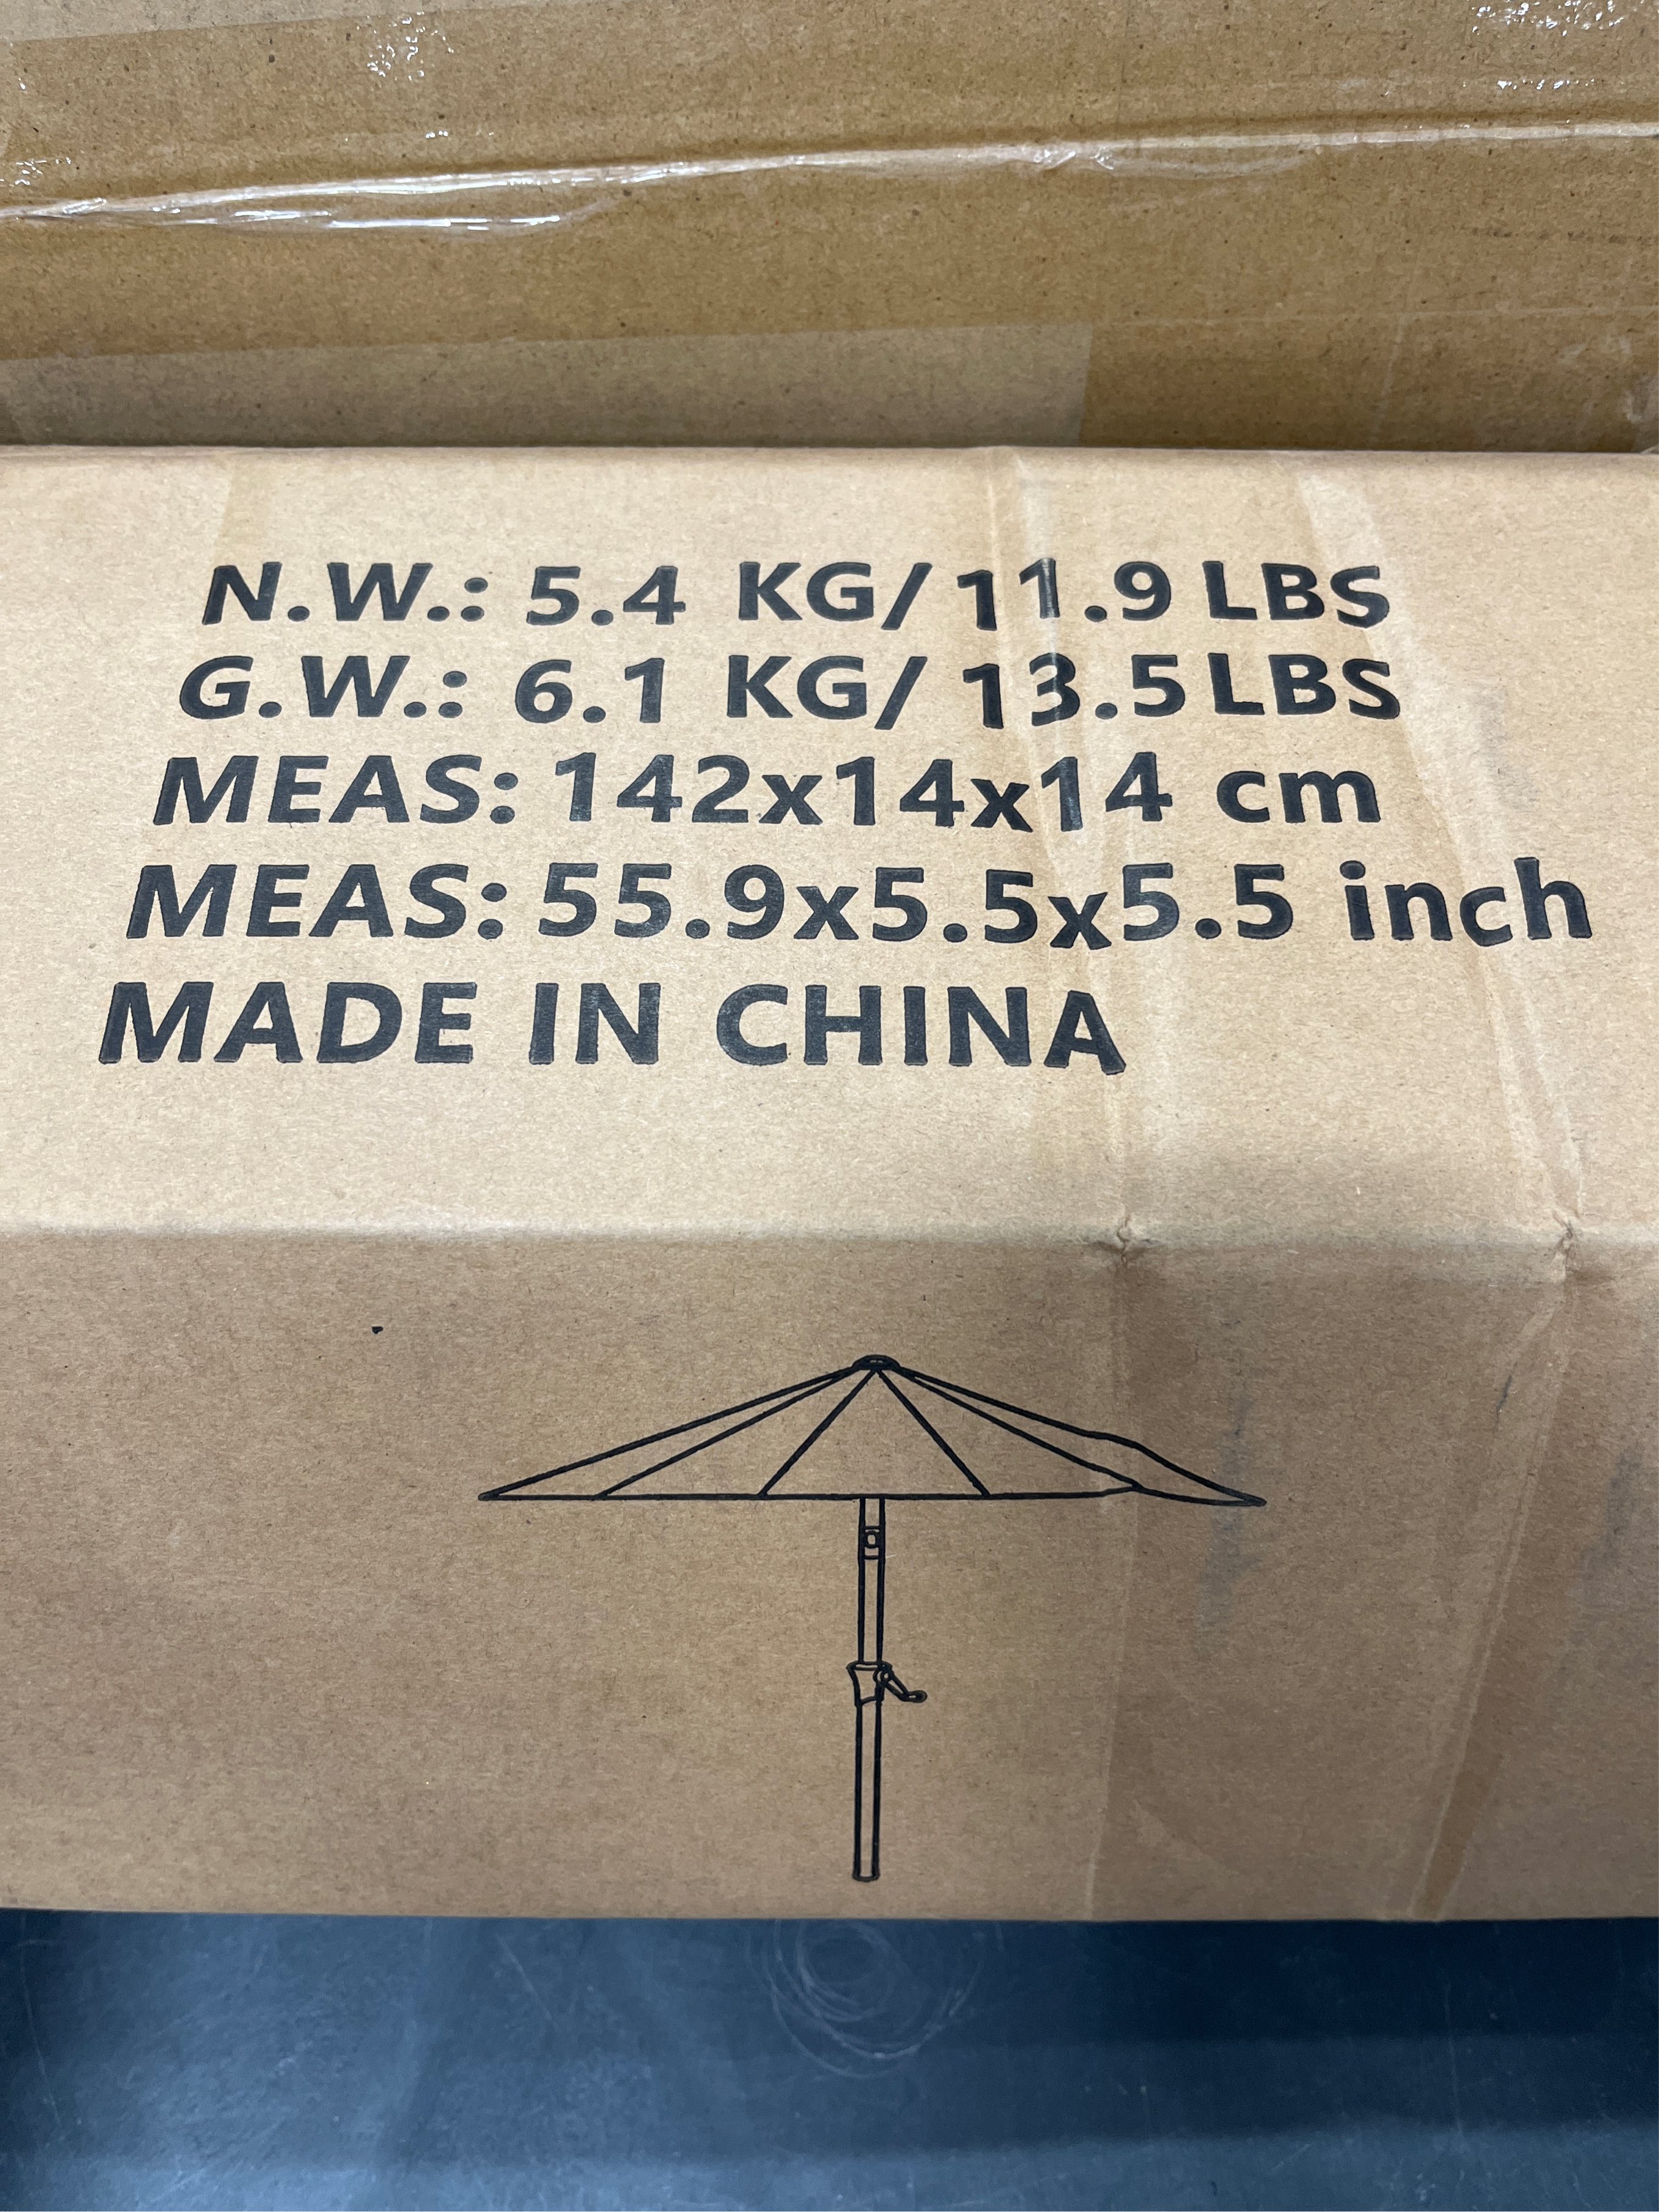 N.W.: 5.4 KG/ 11.9 LBS
G.W.: 6.1 KG/ 13.5 LBS
MEAS: 142x14x14 cm
MEAS: 55.9x5.5x5.5 inch
MADE IN CHINA